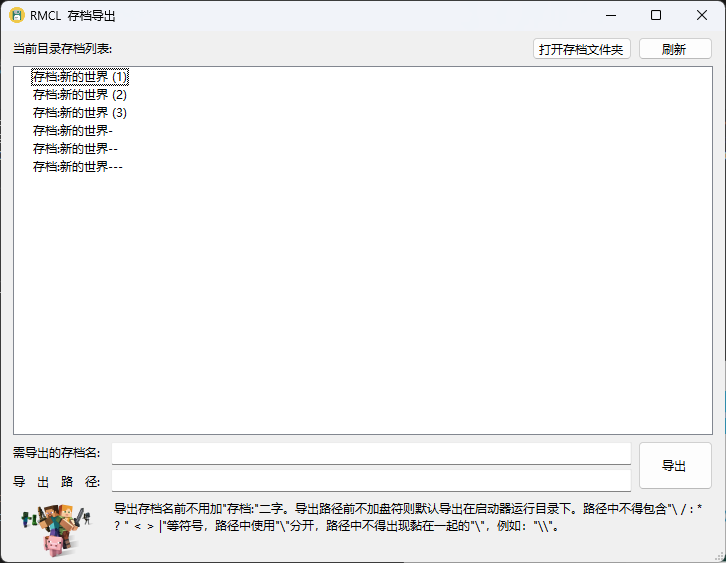 RMCL 存档导出
当前目录存档列表:
打开存档文件夹
刷新
存档:新的世界 (1)
存档:新的世界 (2)
存档:新的世界 (3)
存档:新的世界-
存档:新的世界--
存档:新的世界---
需导出的存档名:
导 出 路 径:
导出
导出存档名前不用加"存档:"二字。导出路径前不加盘符则默认导出在启动器运行目录下。路径中不得包含"\ / : *
? " < > |"等符号，路径中使用"\"分开，路径中不得出现黏在一起的"\"，例如："\\"。